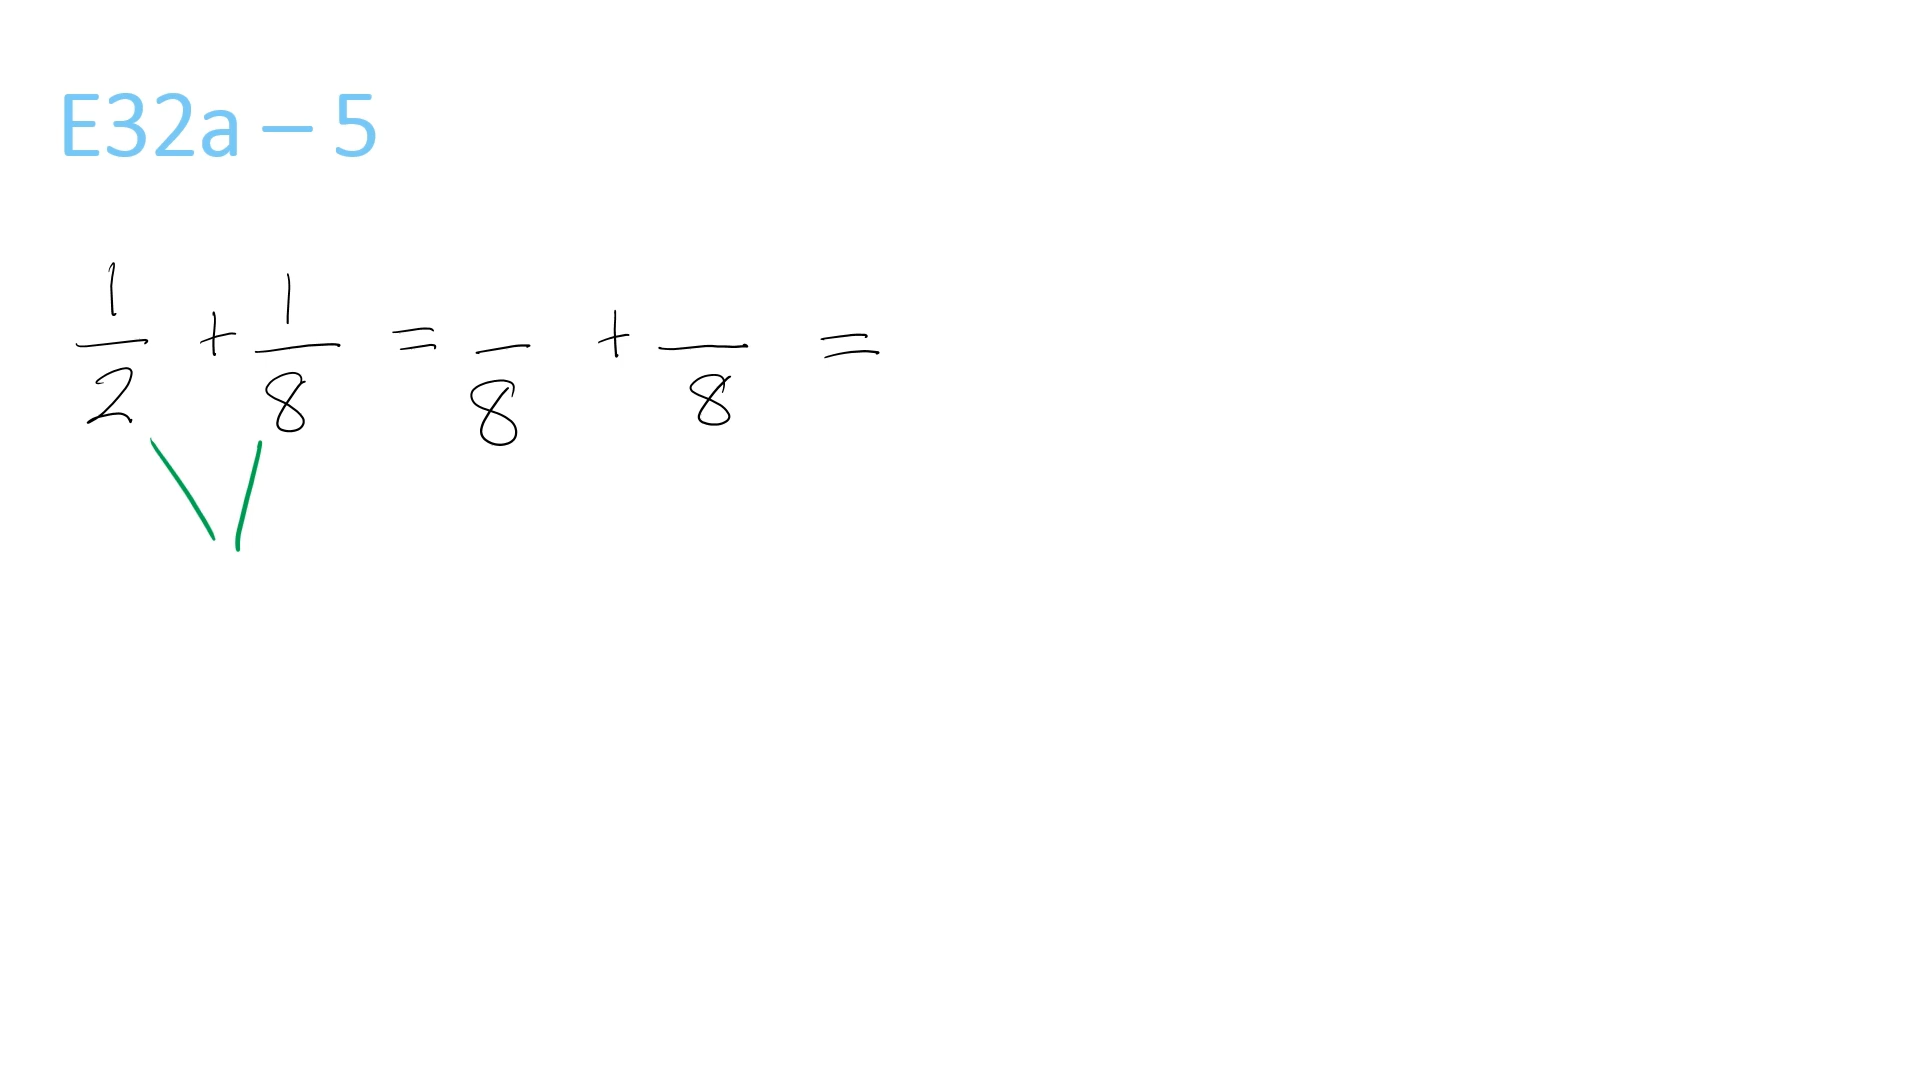 E32a – 5
1/2 + 1/8 = /8 + /8 =